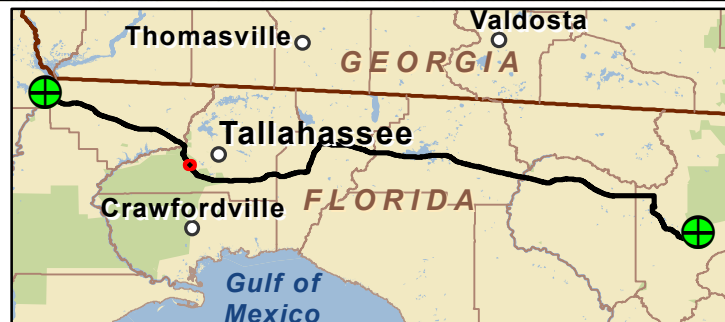 Valdosta
Thomasville
GEORGIA
Tallahassee
FLORIDA
Crawfordville
Gulf of
Mexico